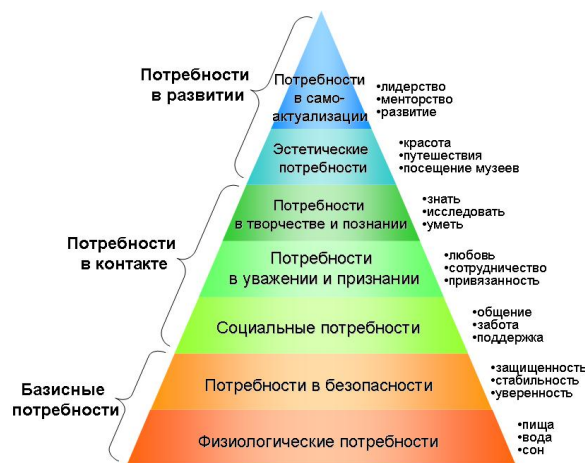 Потребности
в развитии
Потребности
в само-
актуализации
•лидерство
•менторство
•развитие
Эстетические
потребности
•красота
•путешествия
•посещение музеев
Потребности
в контакте
Потребности
в творчестве и познании
•знать
•исследовать
•уметь
Потребности
в уважении и признании
•любовь
•сотрудничество
•привязанность
Социальные потребности
•общение
•забота
•поддержка
Базисные
потребности
Потребности в безопасности
•защищенность
•стабильность
•уверенность
Физиологические потребности
•пища
•вода
•сон